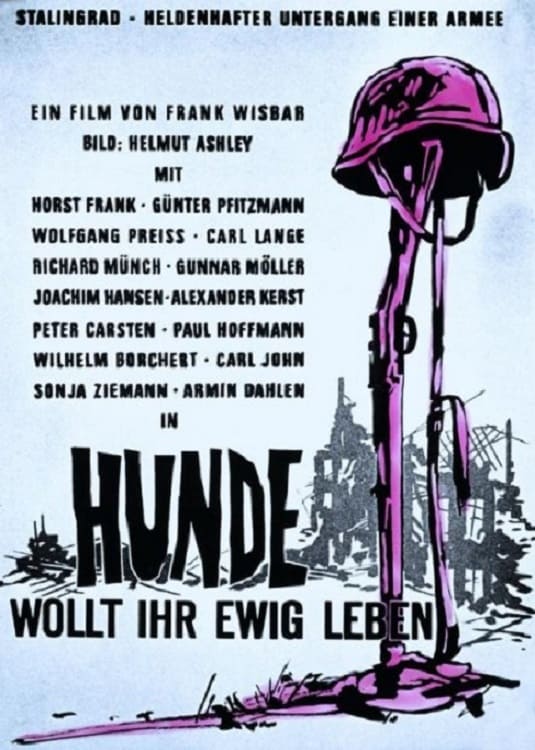 STALINGRAD - HELDENHAFTER UNTERGANG EINER ARMEE
EIN FILM VON FRANK WISBAR
BILD: HELMUT ASHLEY
MIT
HORST FRANK · GÜNTER PFITZMANN
WOLFGANG PREISS · CARL LANGE
RICHARD MÜNCH · GUNNAR MÖLLER
JOACHIM HANSEN · ALEXANDER KERST
PETER CARSTEN · PAUL HOFFMANN
WILHELM BORCHERT · CARL JOHN
SONJA ZIEMANN · ARMIN DAHLEN
IN
HUNDE
WOLLT IHR EWIG LEBEN